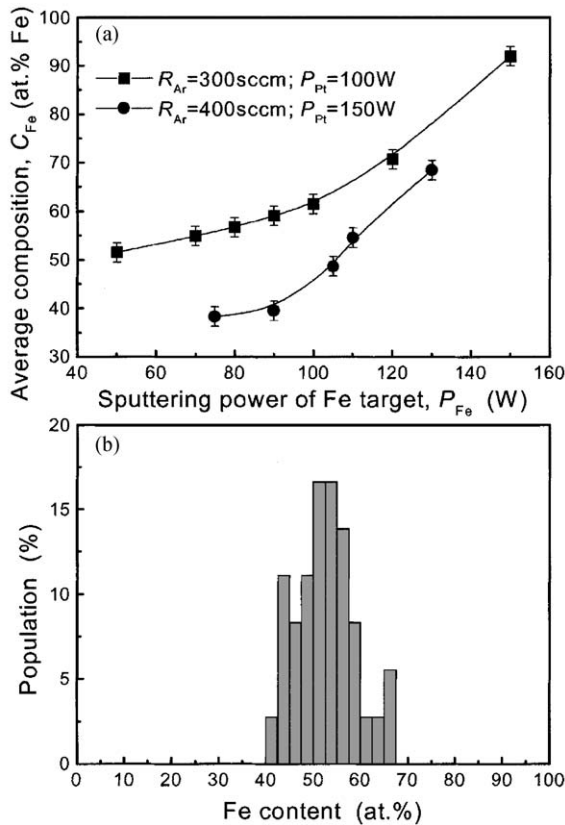 (a)
R_Ar=300sccm; P_Pt=100W
R_Ar=400sccm; P_Pt=150W
Average composition, C_Fe (at.% Fe)
100
90
80
70
60
50
40
30
40 60 80 100 120 140 160
Sputtering power of Fe target, P_Fe (W)
(b)
Population (%)
20
15
10
5
0
0 10 20 30 40 50 60 70 80 90 100
Fe content (at.%)